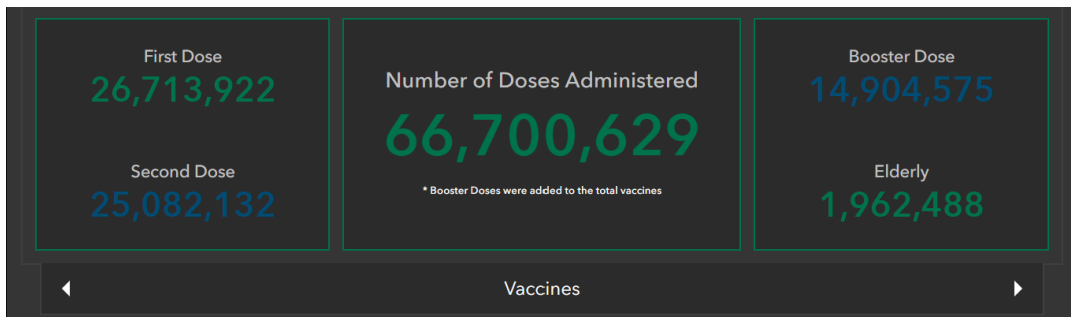 First Dose
26,713,922
Second Dose
25,082,132
Number of Doses Administered
66,700,629
* Booster Doses were added to the total vaccines
Booster Dose
14,904,575
Elderly
1,962,488
Vaccines